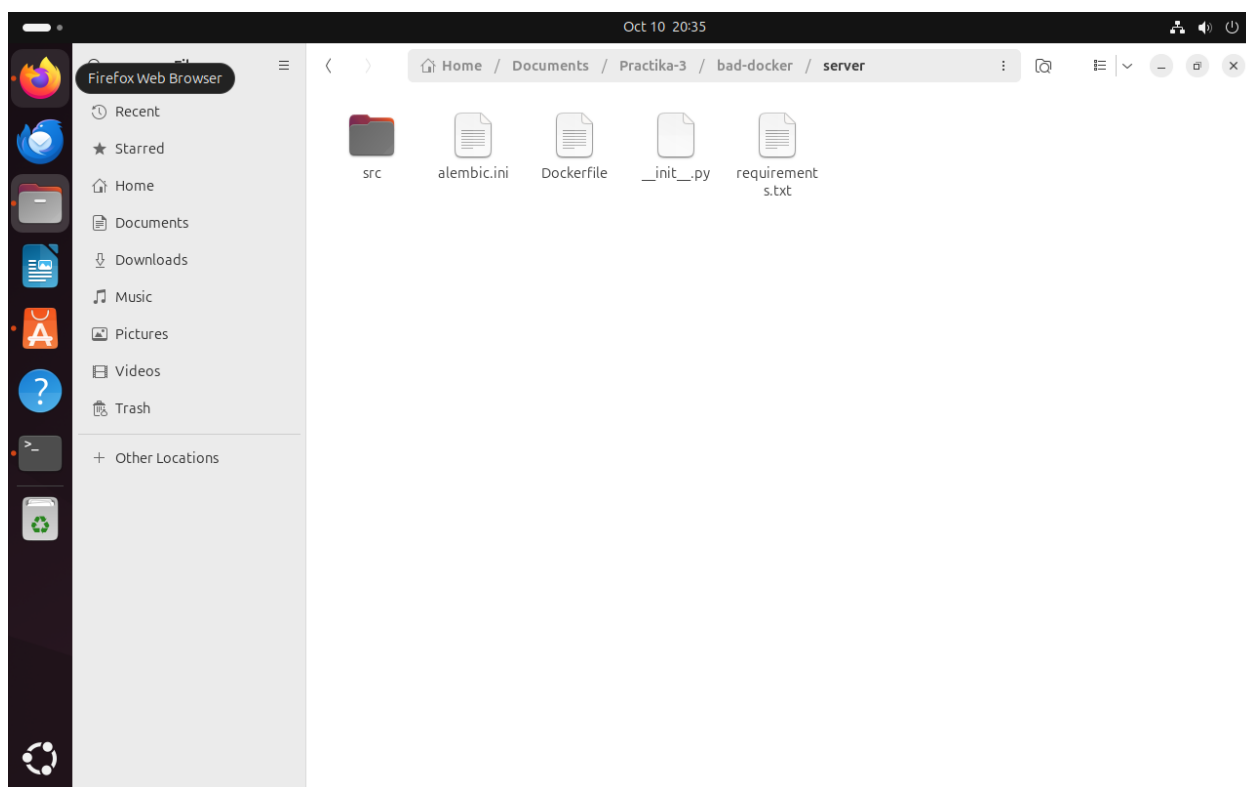 Oct 10 20:35
Firefox Web Browser
Home / Documents / Practika-3 / bad-docker / server
Recent
Starred
Home
Documents
Downloads
Music
Pictures
Videos
Trash
+ Other Locations
src
alembic.ini
Dockerfile
__init__.py
requirement
s.txt